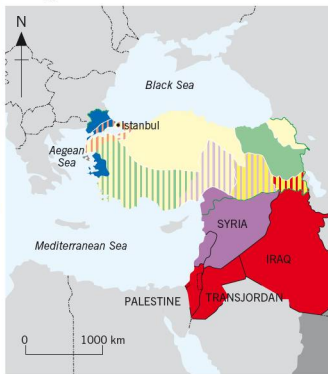 N
Black Sea
Istanbul
Aegean
Sea
SYRIA
Mediterranean Sea
IRAQ
PALESTINE
TRANSJORDAN
0 1000 km